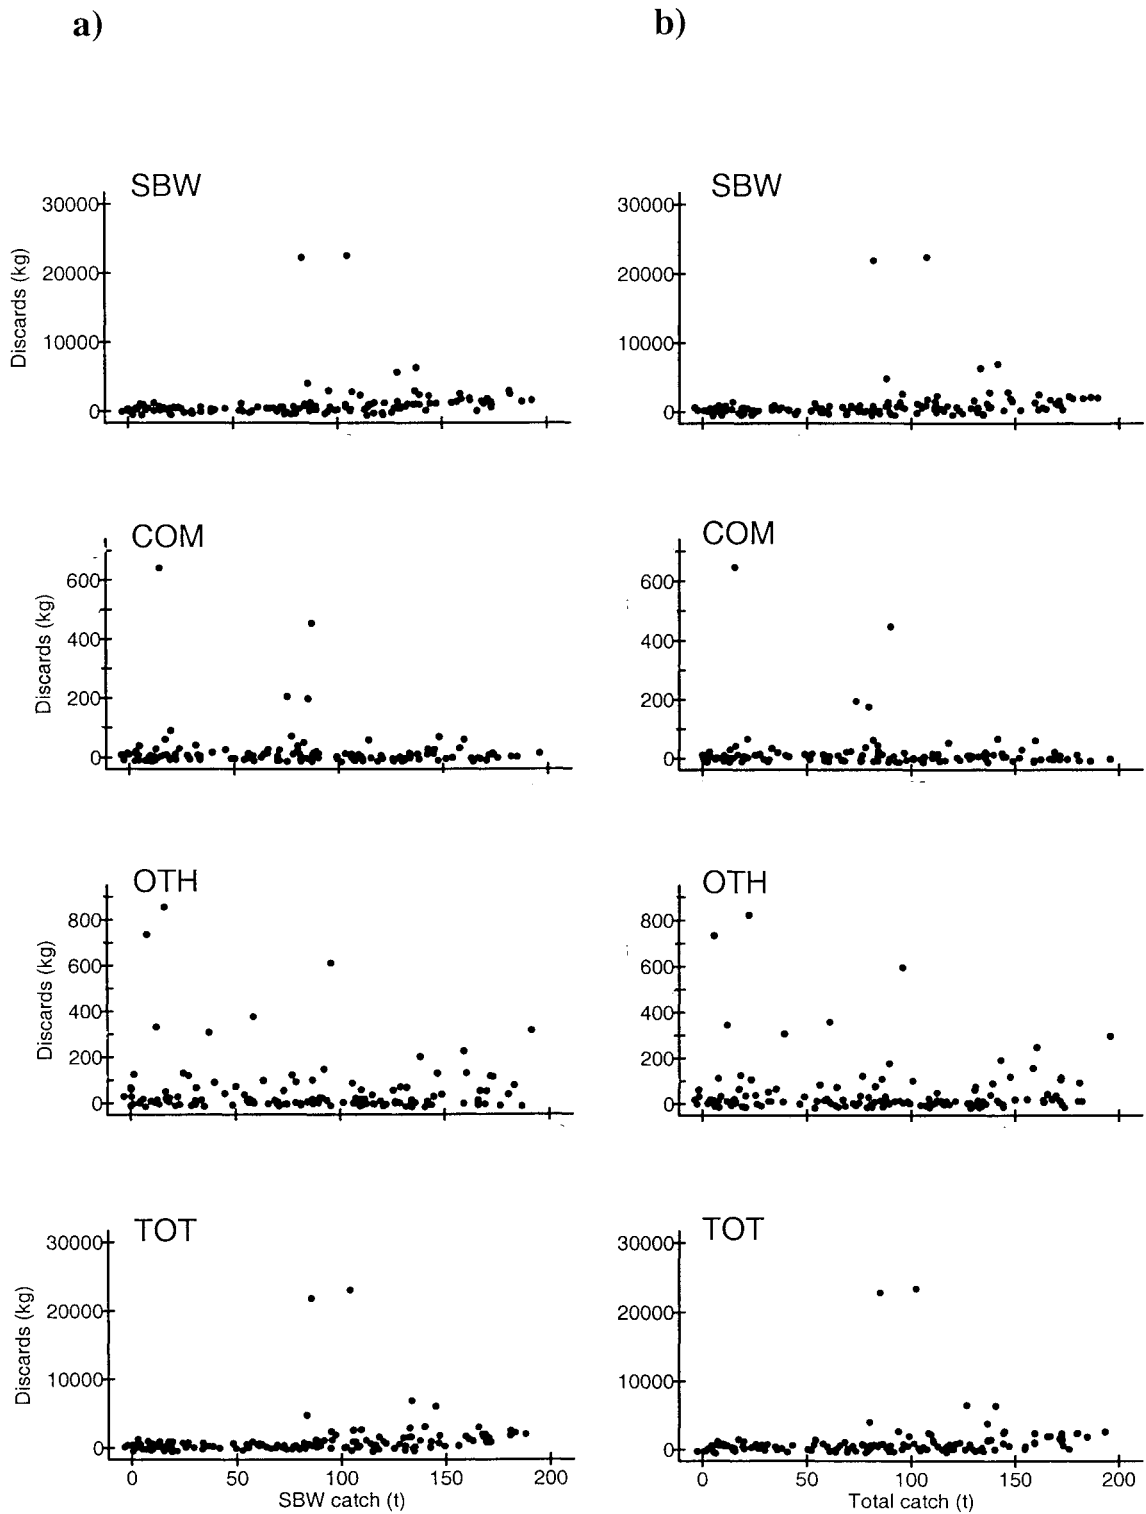 a) b)
SBW SBW
30000 30000
20000 20000
10000 10000
0 0
Discards (kg)
COM COM
600 600
400 400
200 200
0 0
Discards (kg)
OTH OTH
800 800
600 600
400 400
200 200
0 0
Discards (kg)
TOT TOT
30000 30000
20000 20000
10000 10000
0 0
Discards (kg)
0 50 100 150 200 0 50 100 150 200
SBW catch (t) Total catch (t)